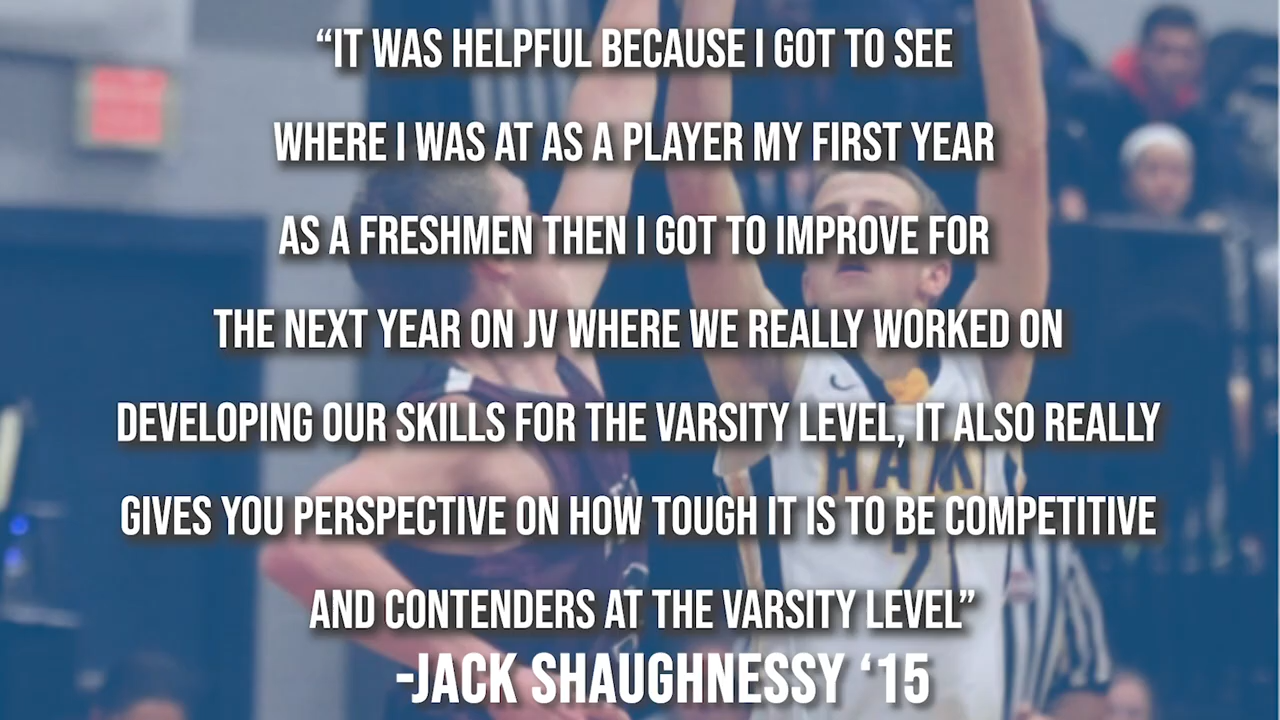 “IT WAS HELPFUL BECAUSE I GOT TO SEE
WHERE I WAS AT AS A PLAYER MY FIRST YEAR
AS A FRESHMEN THEN I GOT TO IMPROVE FOR
THE NEXT YEAR ON JV WHERE WE REALLY WORKED ON
DEVELOPING OUR SKILLS FOR THE VARSITY LEVEL, IT ALSO REALLY
GIVES YOU PERSPECTIVE ON HOW TOUGH IT IS TO BE COMPETITIVE
AND CONTENDERS AT THE VARSITY LEVEL”
-JACK SHAUGHNESSY ‘15